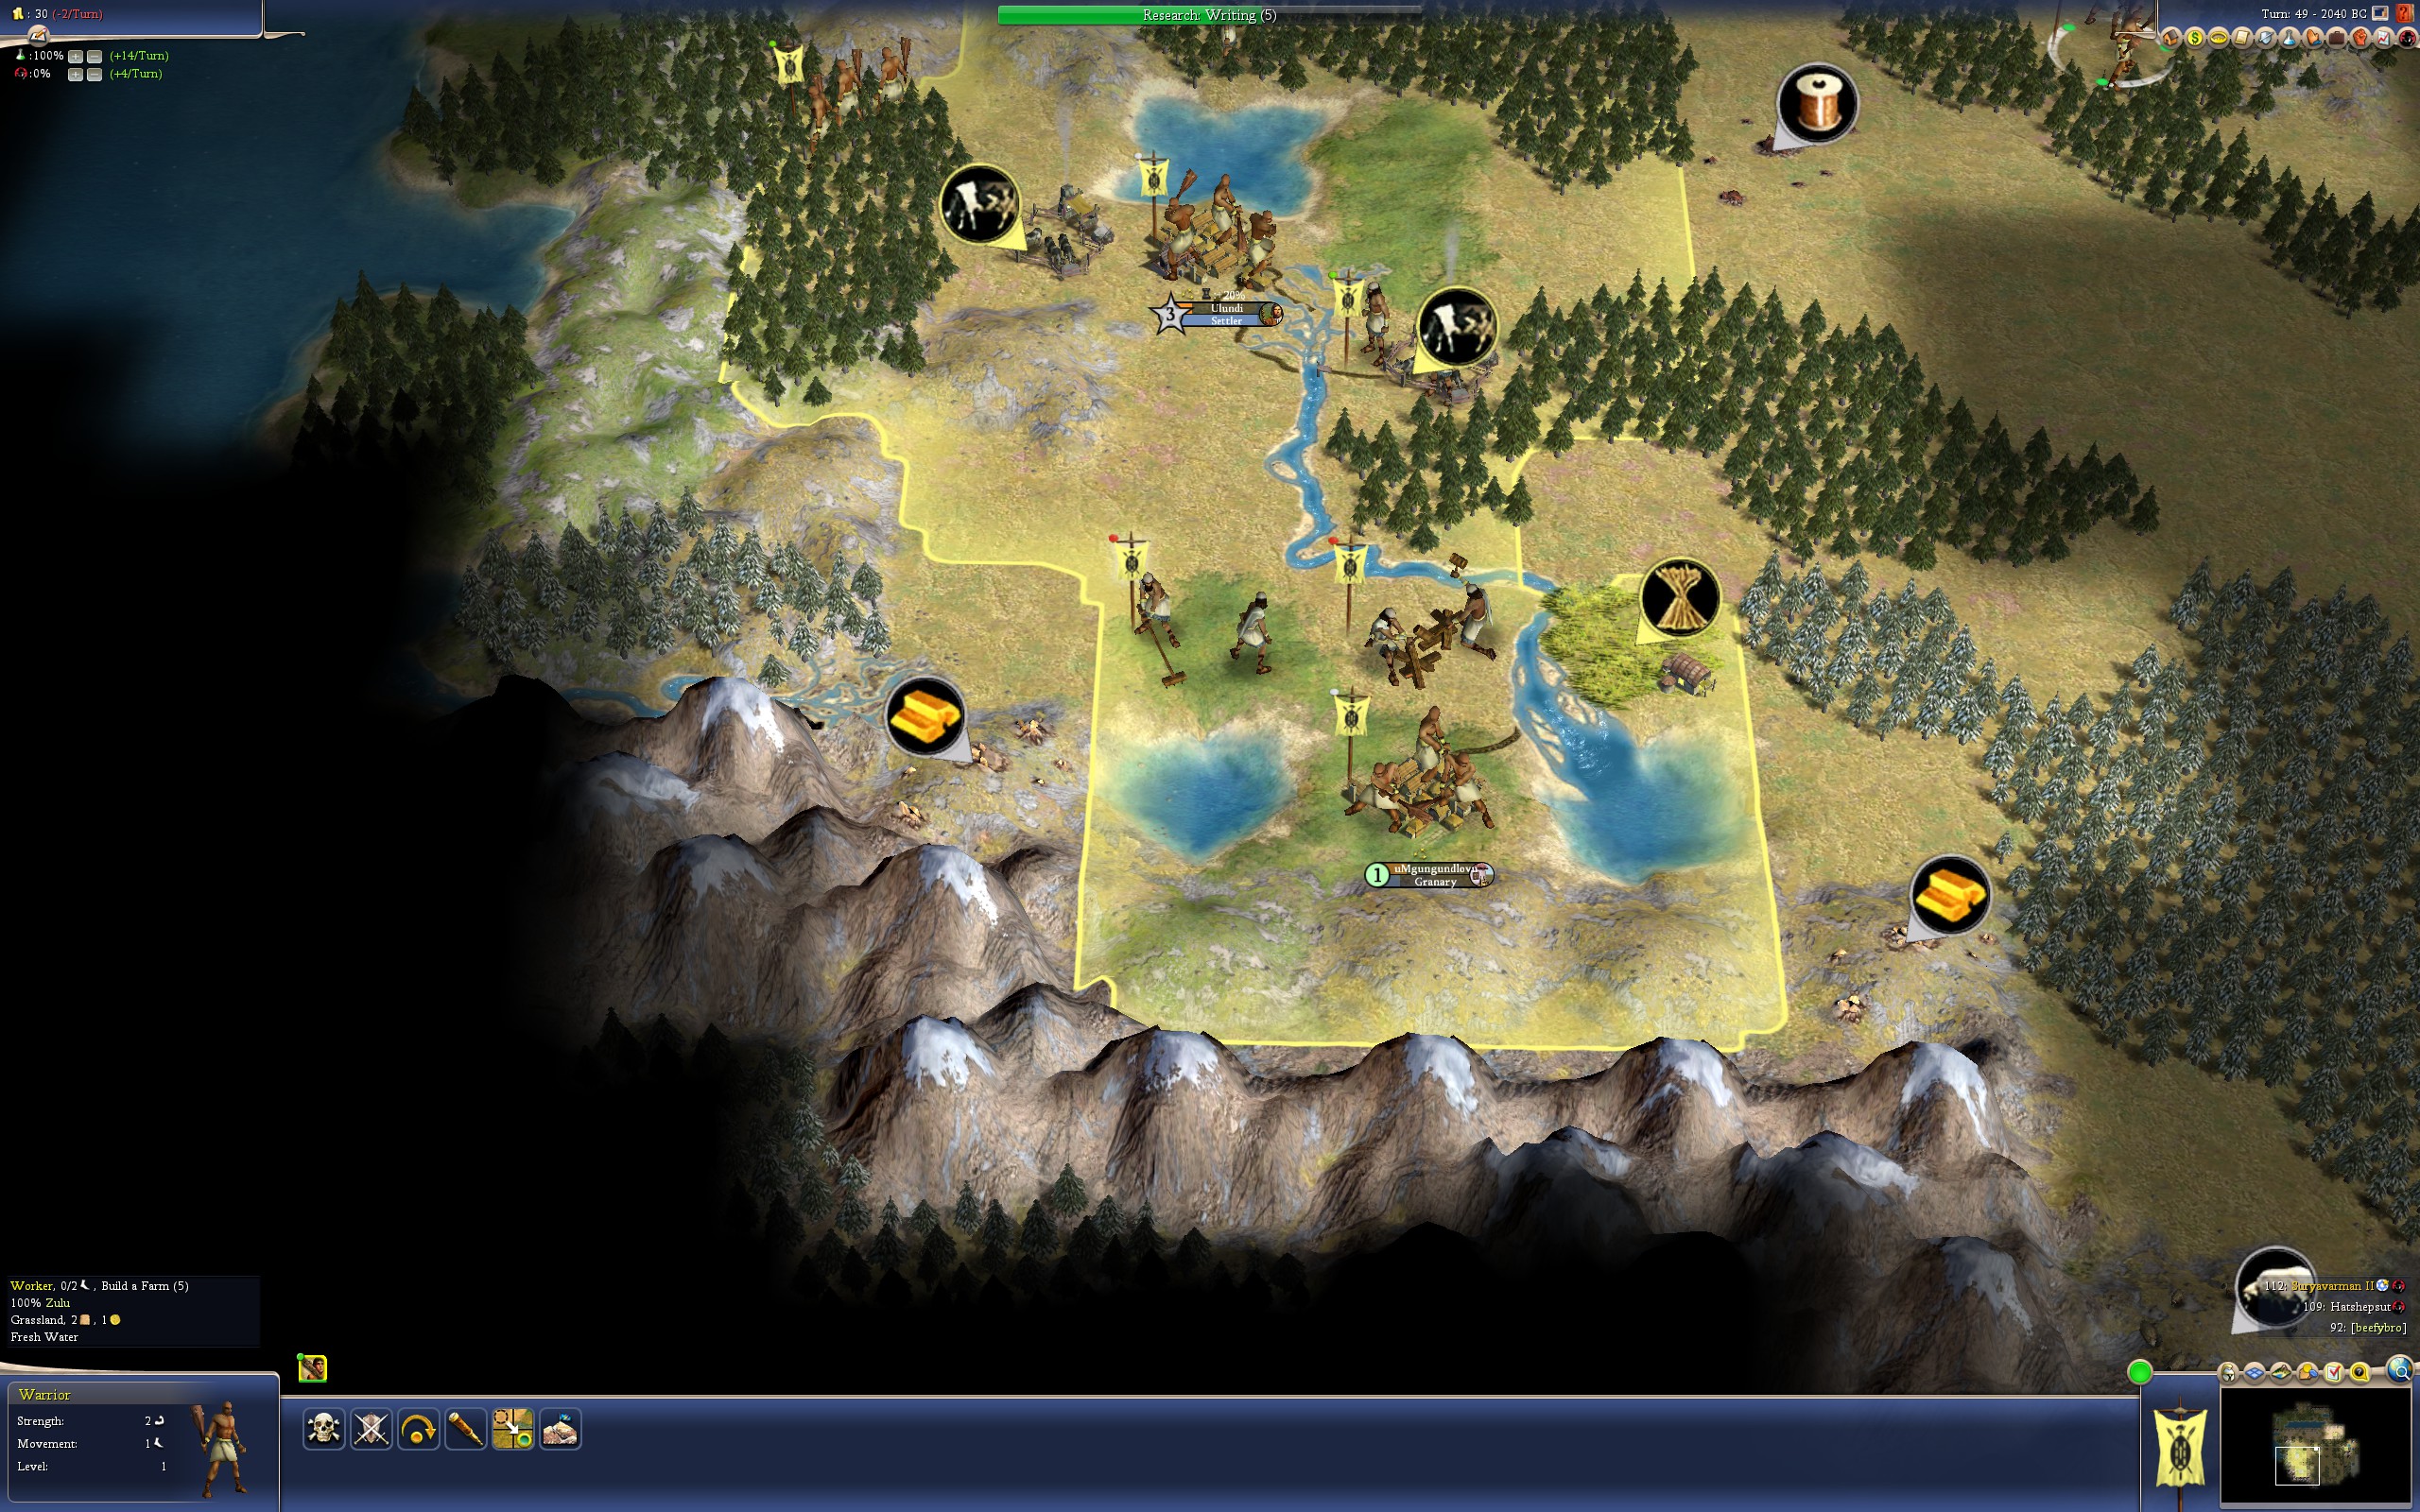 : 30 (-2/Turn)
Research: Writing (5)
Turn: 49 - 2040 BC
:100% (+14/Turn)
:0% (+4/Turn)
20%
3 Ulundi
Settler
1 uMgungundlovu
Granary
Worker, 0/2 , Build a Farm (5)
100% Zulu
Grassland, 2 , 1
Fresh Water
112: Suryavarman II
109: Hatshepsut
92: [beefybro]
Warrior
Strength: 2
Movement: 1
Level: 1